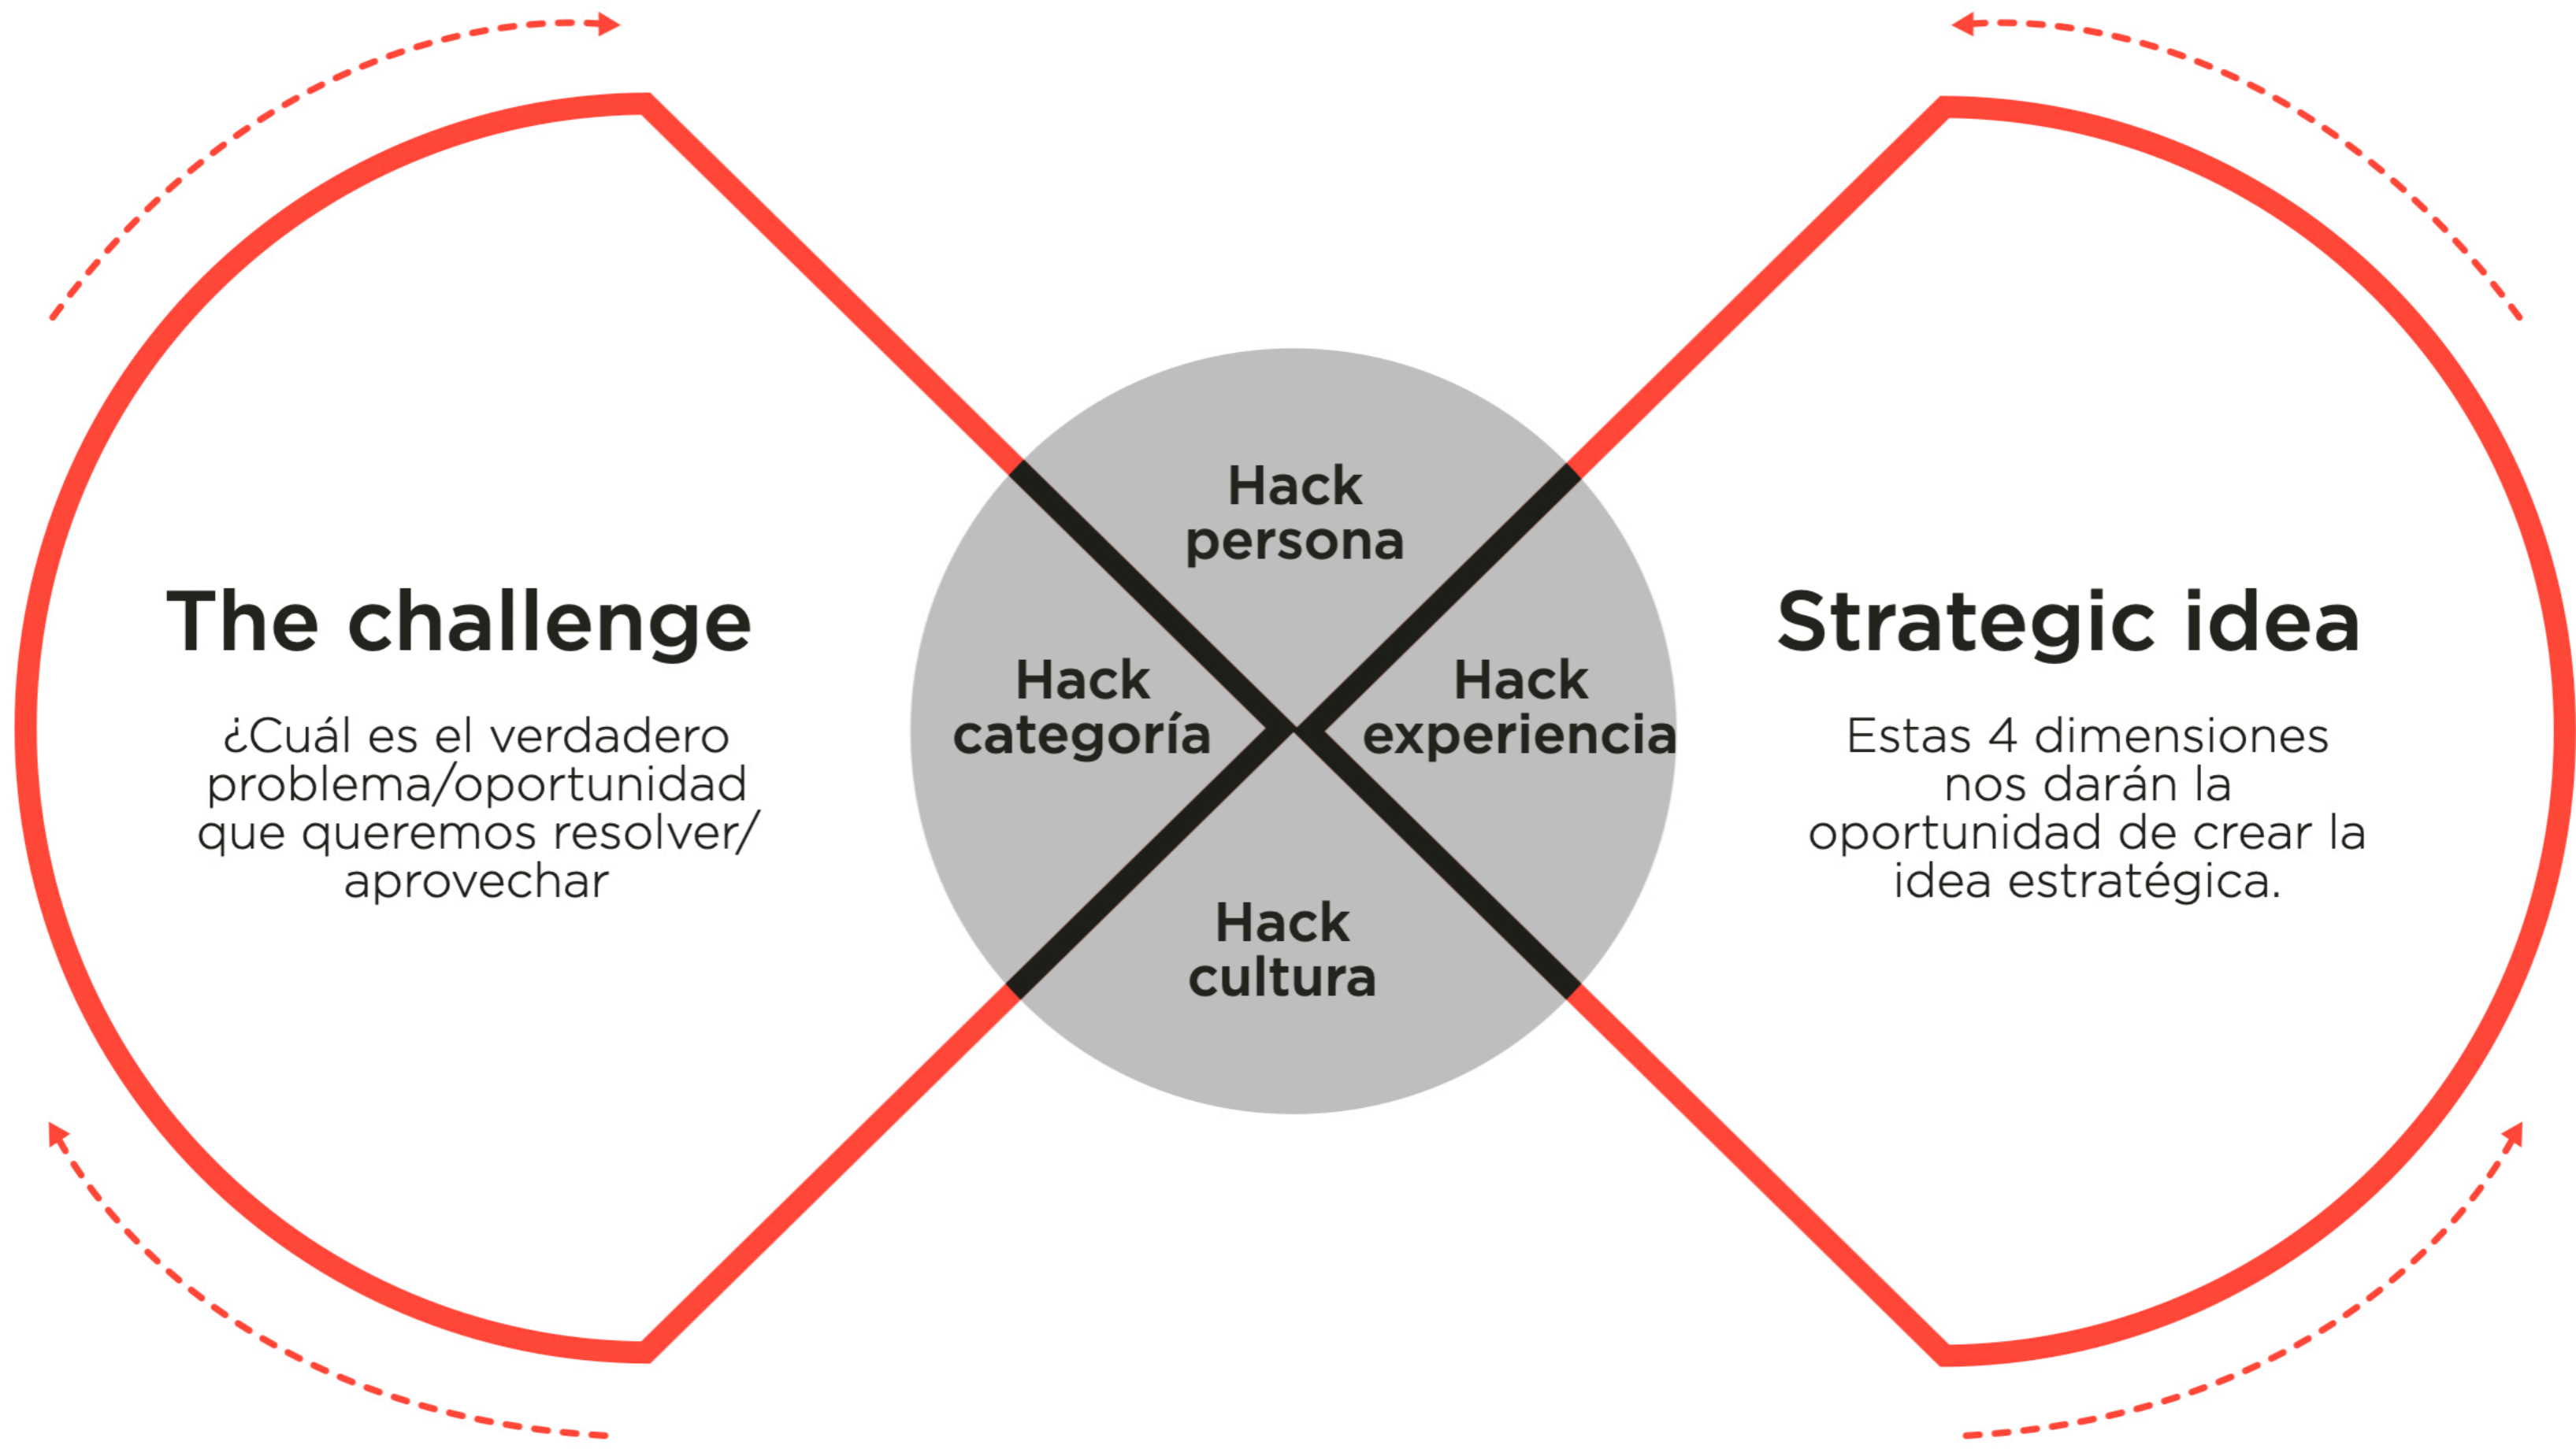 The challenge
¿Cuál es el verdadero
problema/oportunidad
que queremos resolver/
aprovechar
Hack
persona
Hack
categoría
Hack
experiencia
Hack
cultura
Strategic idea
Estas 4 dimensiones
nos darán la
oportunidad de crear la
idea estratégica.